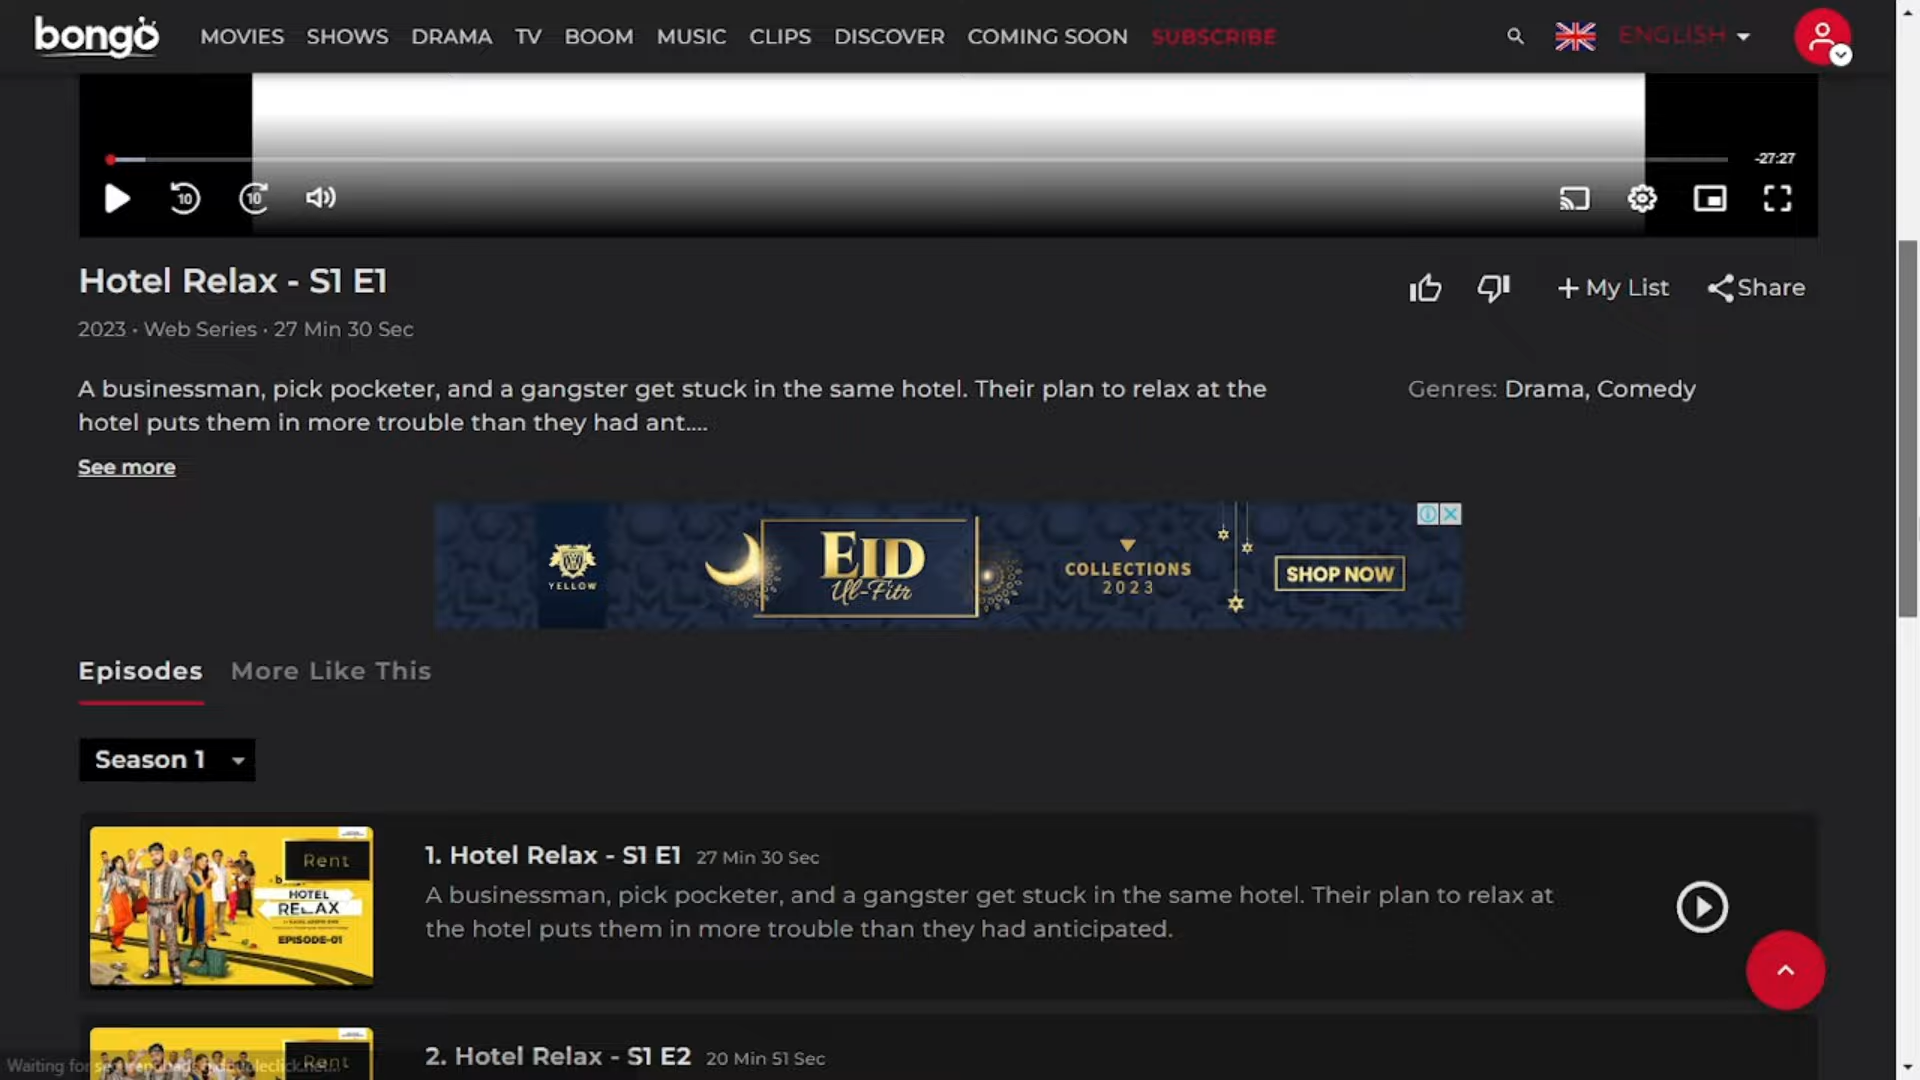 bongo MOVIES SHOWS DRAMA TV BOOM MUSIC CLIPS DISCOVER COMING SOON SUBSCRIBE ENGLISH
-27:27
10 10
Hotel Relax - S1 E1
My List Share
2023 • Web Series • 27 Min 30 Sec
A businessman, pick pocketer, and a gangster get stuck in the same hotel. Their plan to relax at the
hotel puts them in more trouble than they had ant....
Genres: Drama, Comedy
See more
YELLOW
EID
Ul-Fitr
COLLECTIONS
2023
SHOP NOW
Episodes More Like This
Season 1
Rent
HOTEL
RELAX
EPISODE-01
1. Hotel Relax - S1 E1 27 Min 30 Sec
A businessman, pick pocketer, and a gangster get stuck in the same hotel. Their plan to relax at
the hotel puts them in more trouble than they had anticipated.
Rent
2. Hotel Relax - S1 E2 20 Min 51 Sec
Waiting for